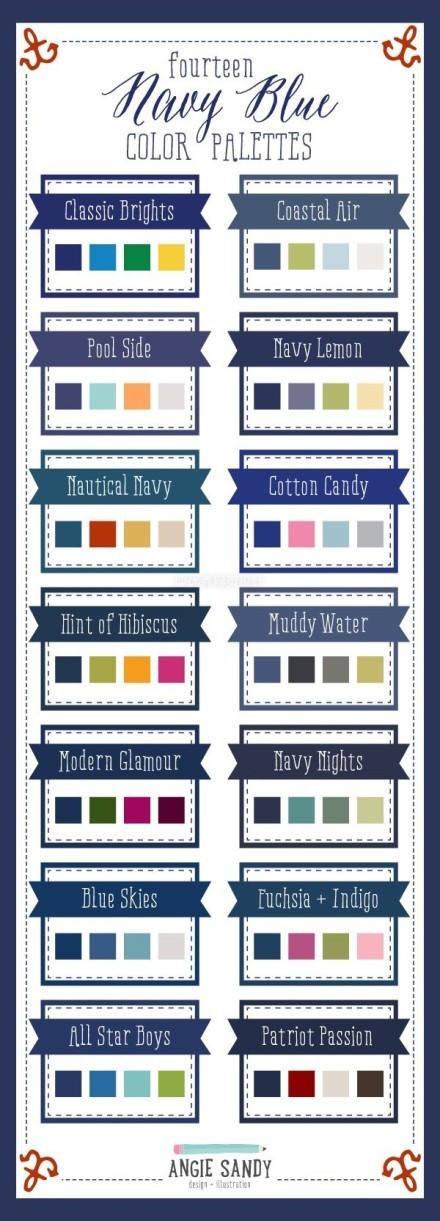 fourteen
Navy Blue
COLOR PALETTES
Classic Brights
Coastal Air
Pool Side
Navy Lemon
Nautical Navy
Cotton Candy
Hint of Hibiscus
Muddy Water
Modern Glamour
Navy Nights
Blue Skies
Fuchsia + Indigo
All Star Boys
Patriot Passion
ANGIE SANDY
design + illustration